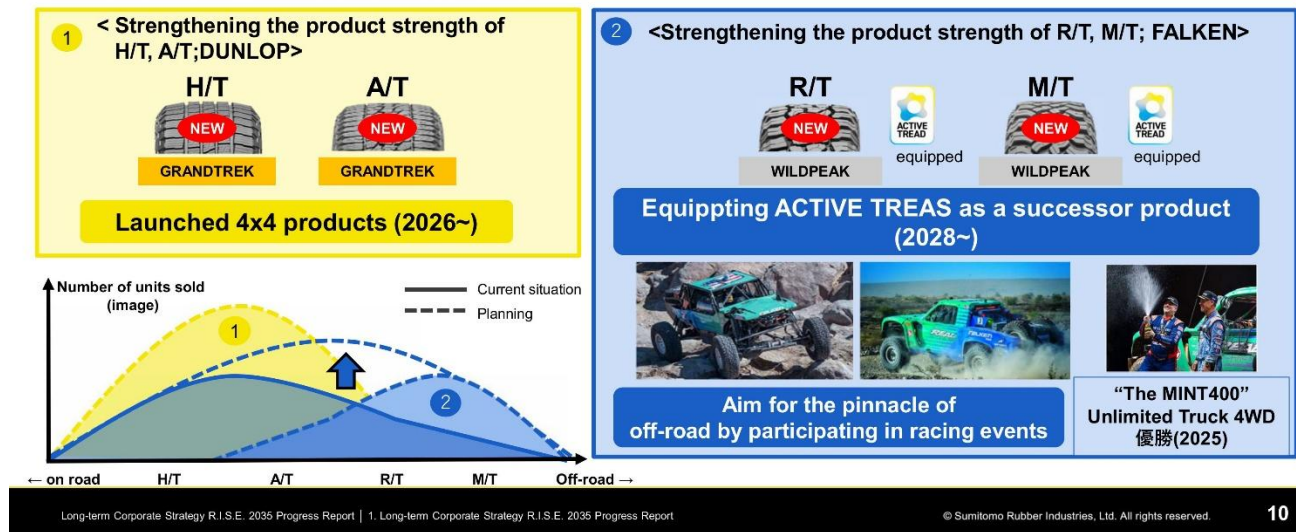 1
< Strengthening the product strength of
H/T, A/T;DUNLOP>
H/T
A/T
NEW
NEW
GRANDTREK
GRANDTREK
Launched 4x4 products (2026~)
2
<Strengthening the product strength of R/T, M/T; FALKEN>
R/T
M/T
NEW
ACTIVE
TREAD
equipped
NEW
ACTIVE
TREAD
equipped
WILDPEAK
WILDPEAK
Equippting ACTIVE TREAS as a successor product
(2028~)
Number of units sold
(image)
Current situation
Planning
1
2
← on road
H/T
A/T
R/T
M/T
Off-road →
Aim for the pinnacle of
off-road by participating in racing events
“The MINT400”
Unlimited Truck 4WD
優勝(2025)
Long-term Corporate Strategy R.I.S.E. 2035 Progress Report | 1. Long-term Corporate Strategy R.I.S.E. 2035 Progress Report
© Sumitomo Rubber Industries, Ltd. All rights reserved.
10